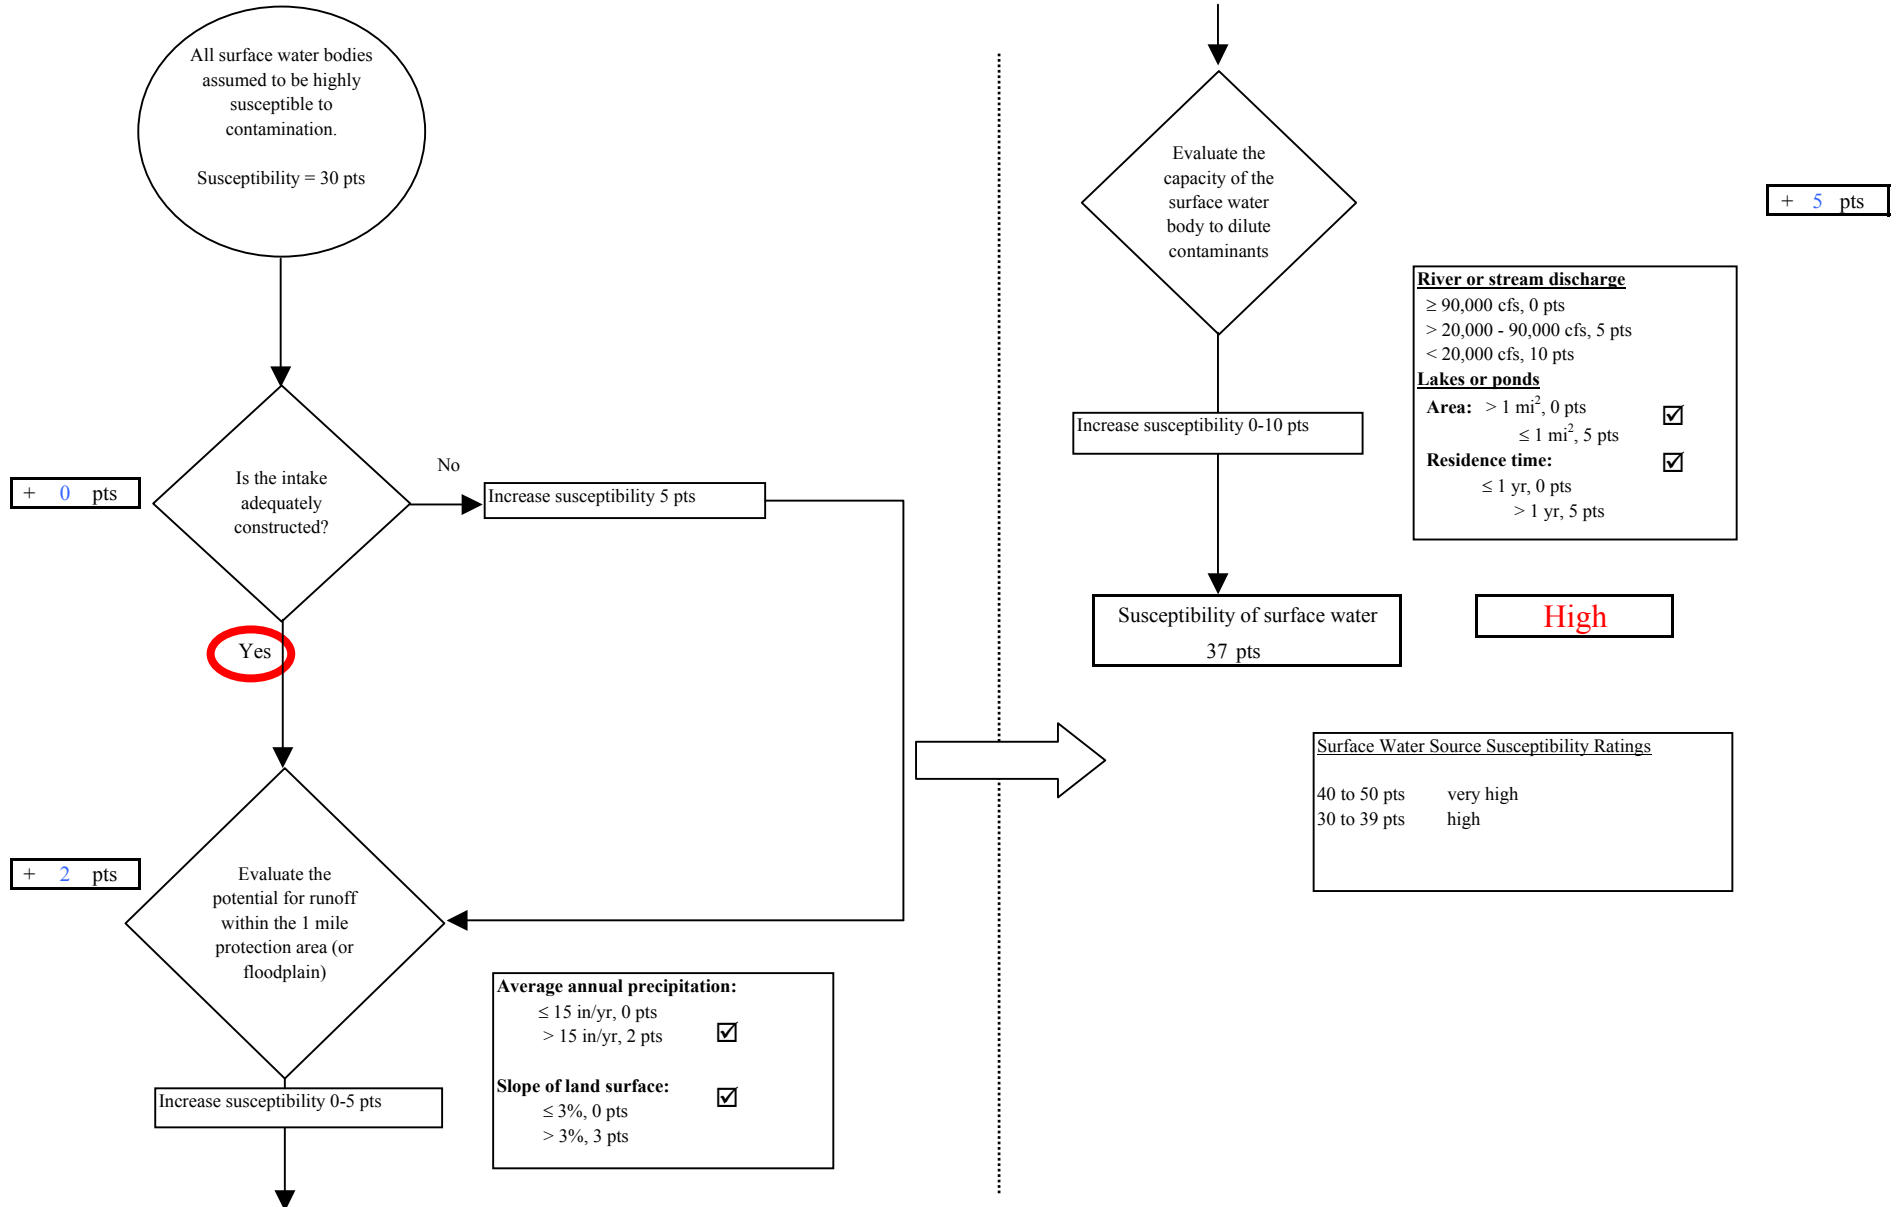 All surface water bodies
assumed to be highly
susceptible to
contamination.
Susceptibility = 30 pts
+ 0 pts
Is the intake
adequately
constructed?
No
Increase susceptibility 5 pts
Yes
+ 2 pts
Evaluate the
potential for runoff
within the 1 mile
protection area (or
floodplain)
Average annual precipitation:
≤ 15 in/yr, 0 pts
> 15 in/yr, 2 pts ☑
Slope of land surface: ☑
≤ 3%, 0 pts
> 3%, 3 pts
Increase susceptibility 0-5 pts
Evaluate the
capacity of the
surface water
body to dilute
contaminants
+ 5 pts
River or stream discharge
≥ 90,000 cfs, 0 pts
> 20,000 - 90,000 cfs, 5 pts
< 20,000 cfs, 10 pts
Lakes or ponds
Area: > 1 mi², 0 pts ☑
≤ 1 mi², 5 pts
Residence time: ☑
≤ 1 yr, 0 pts
> 1 yr, 5 pts
Increase susceptibility 0-10 pts
Susceptibility of surface water
37 pts
High
Surface Water Source Susceptibility Ratings
40 to 50 pts very high
30 to 39 pts high